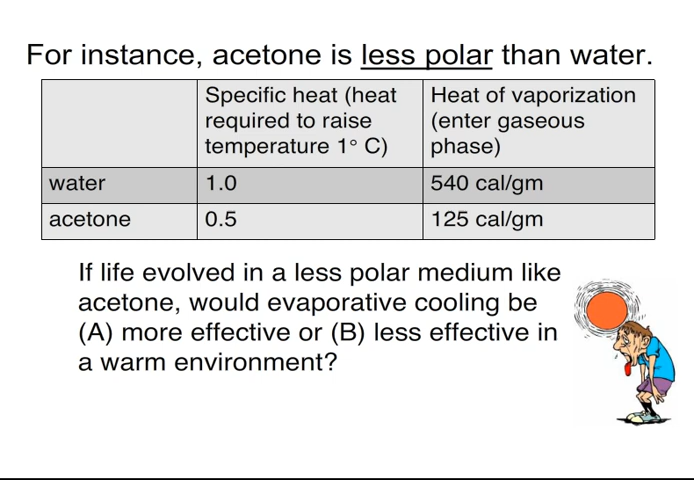 For instance, acetone is less polar than water.
Specific heat (heat
required to raise
temperature 1° C)
Heat of vaporization
(enter gaseous
phase)
water 1.0 540 cal/gm
acetone 0.5 125 cal/gm
If life evolved in a less polar medium like
acetone, would evaporative cooling be
(A) more effective or (B) less effective in
a warm environment?